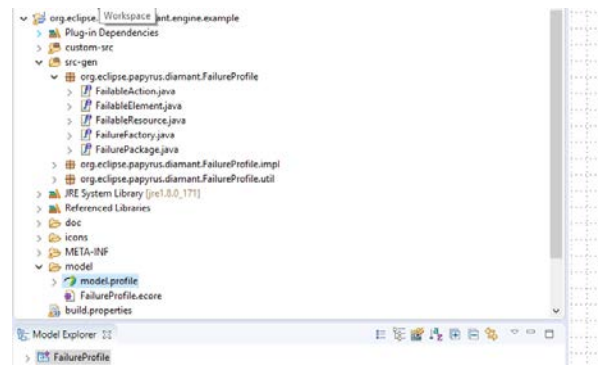 org.eclipse. Workspace ant.engine.example
Plug-in Dependencies
custom-src
src-gen
org.eclipse.papyrus.diamant.FailureProfile
FailableAction.java
FailableElement.java
FailableResource.java
FailureFactory.java
FailurePackage.java
org.eclipse.papyrus.diamant.FailureProfile.impl
org.eclipse.papyrus.diamant.FailureProfile.util
JRE System Library [jre1.8.0_171]
Referenced Libraries
doc
icons
META-INF
model
model.profile
FailureProfile.ecore
build.properties
Model Explorer
FailureProfile